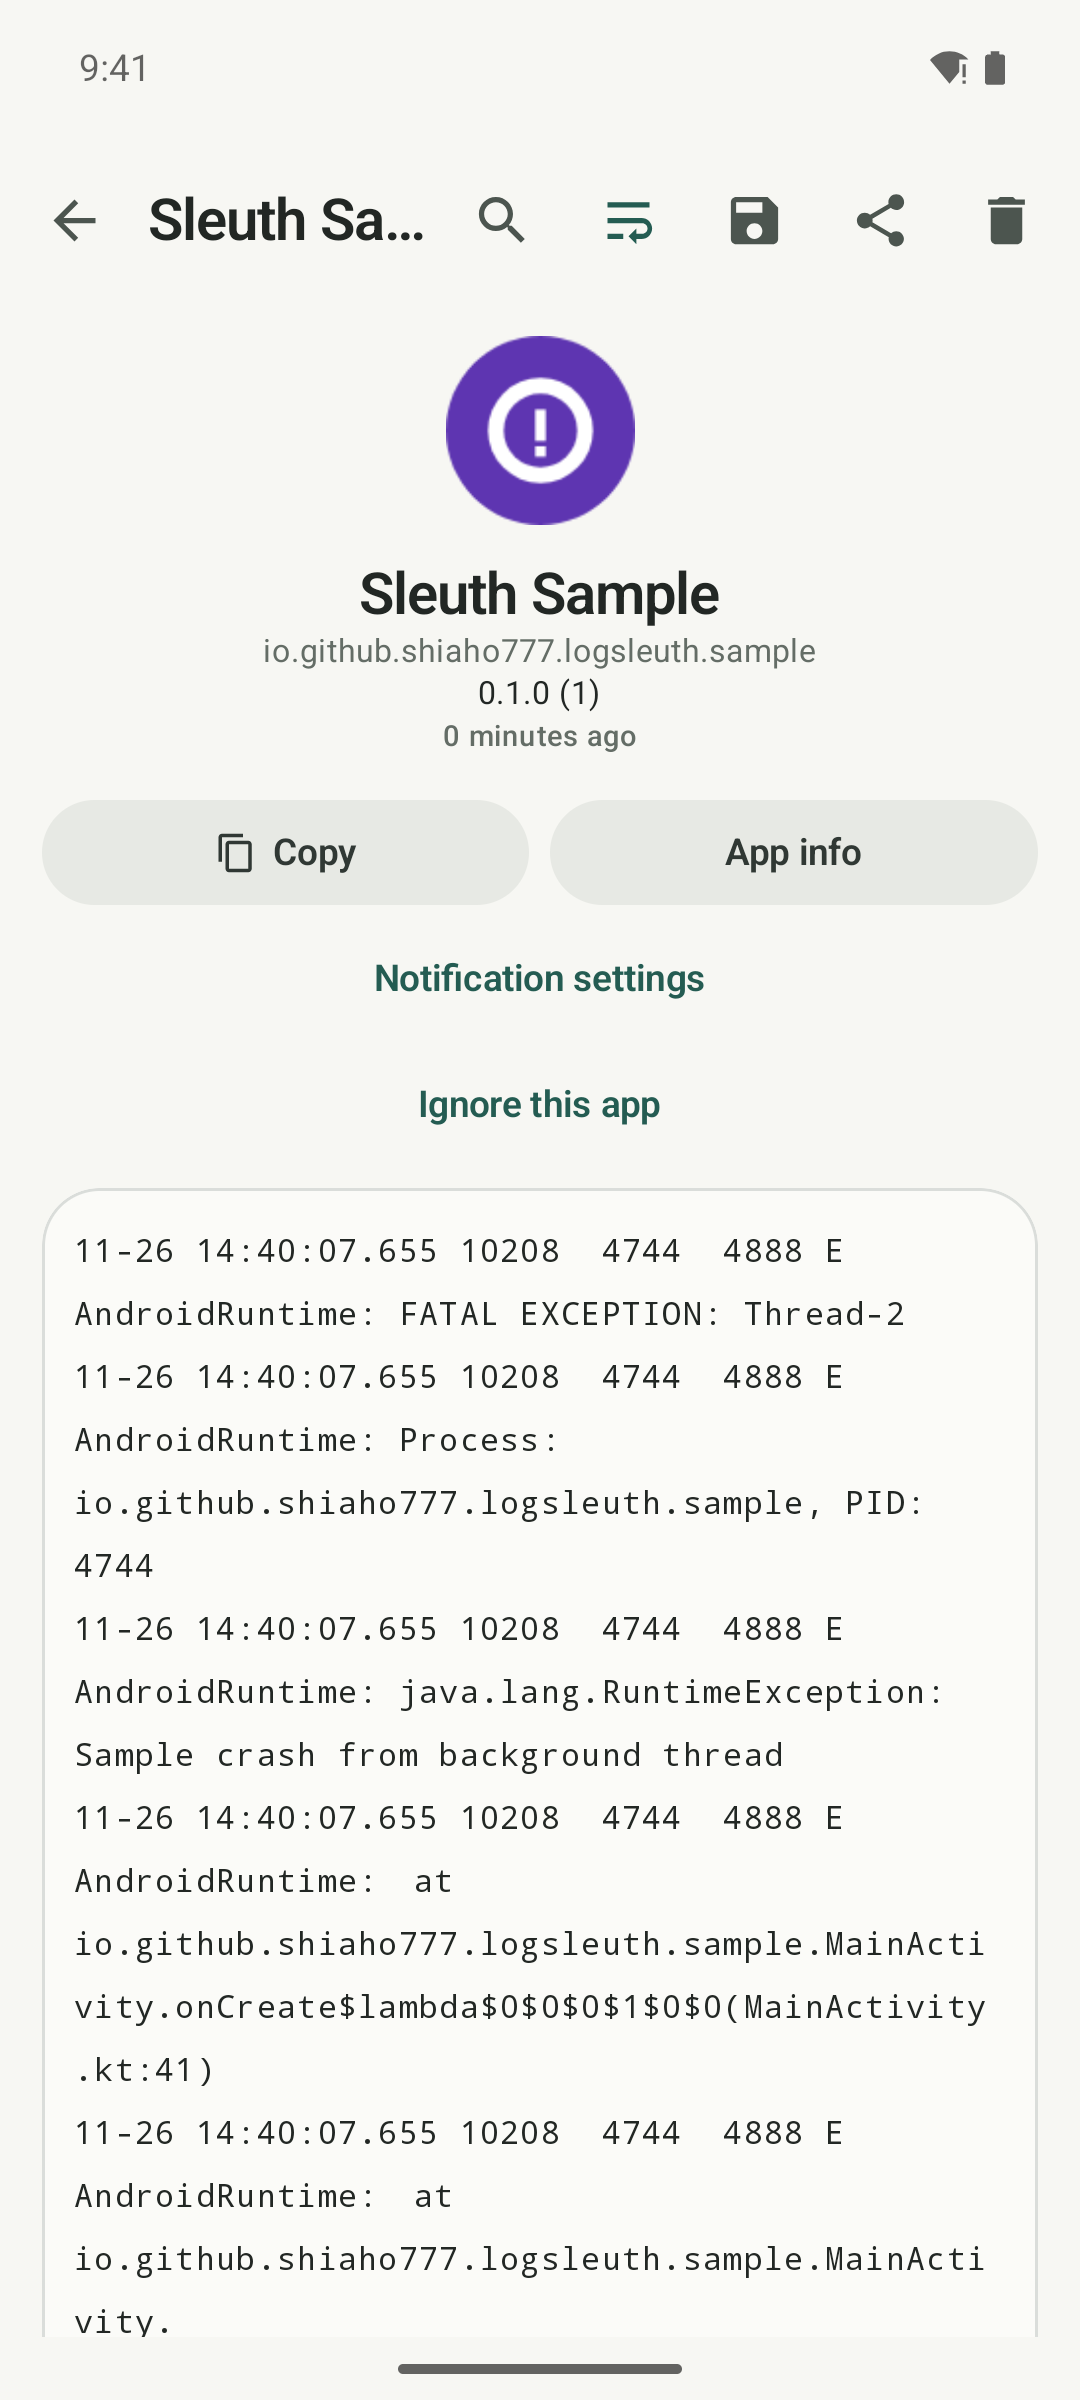 9:41
Sleuth Sa...
Sleuth Sample
io.github.shiaho777.logsleuth.sample
0.1.0 (1)
0 minutes ago
Copy
App info
Notification settings
Ignore this app
11-26 14:40:07.655 10208  4744  4888 E
AndroidRuntime: FATAL EXCEPTION: Thread-2
11-26 14:40:07.655 10208  4744  4888 E
AndroidRuntime: Process:
io.github.shiaho777.logsleuth.sample, PID:
4744
11-26 14:40:07.655 10208  4744  4888 E
AndroidRuntime: java.lang.RuntimeException:
Sample crash from background thread
11-26 14:40:07.655 10208  4744  4888 E
AndroidRuntime:  at
io.github.shiaho777.logsleuth.sample.MainActi
vity.onCreate$lambda$0$0$0$1$0$0(MainActivity
.kt:41)
11-26 14:40:07.655 10208  4744  4888 E
AndroidRuntime:  at
io.github.shiaho777.logsleuth.sample.MainActi
vity.